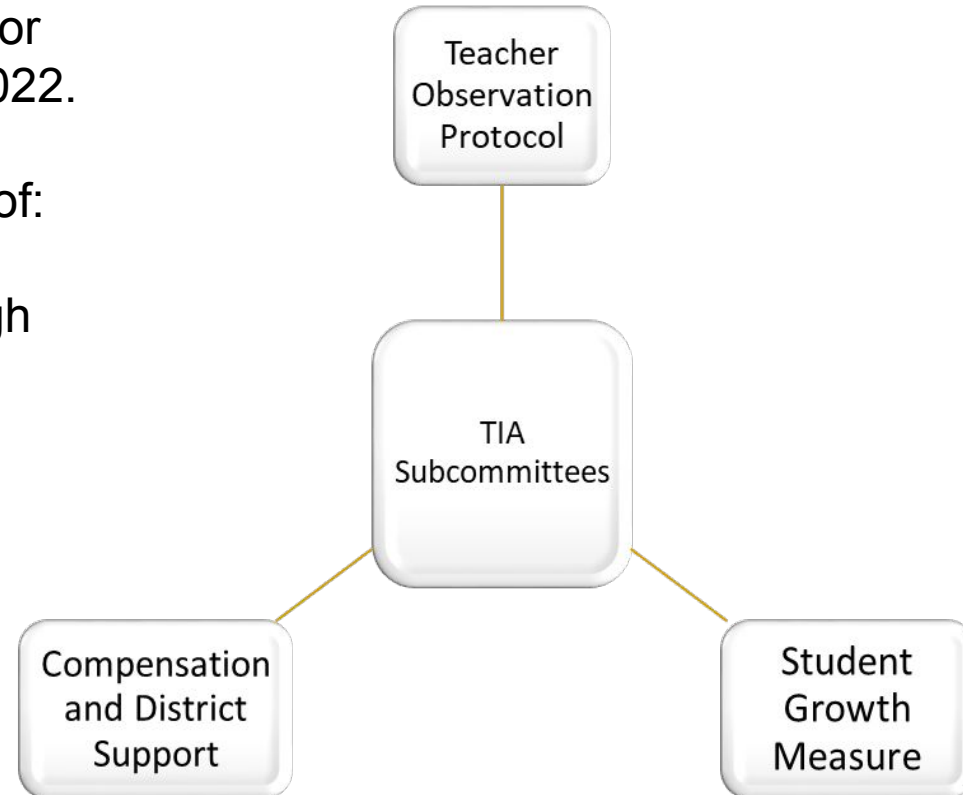 or
022.
of:
gh
Teacher
Observation
Protocol
TIA
Subcommittees
Compensation
and District
Support
Student
Growth
Measure